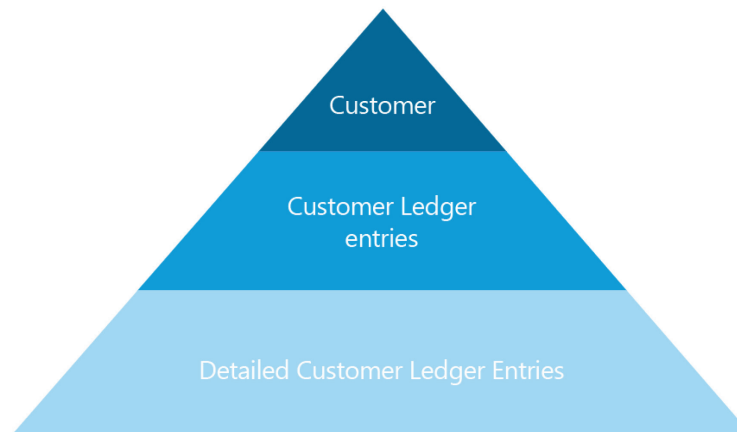 Customer
Customer Ledger
entries
Detailed Customer Ledger Entries